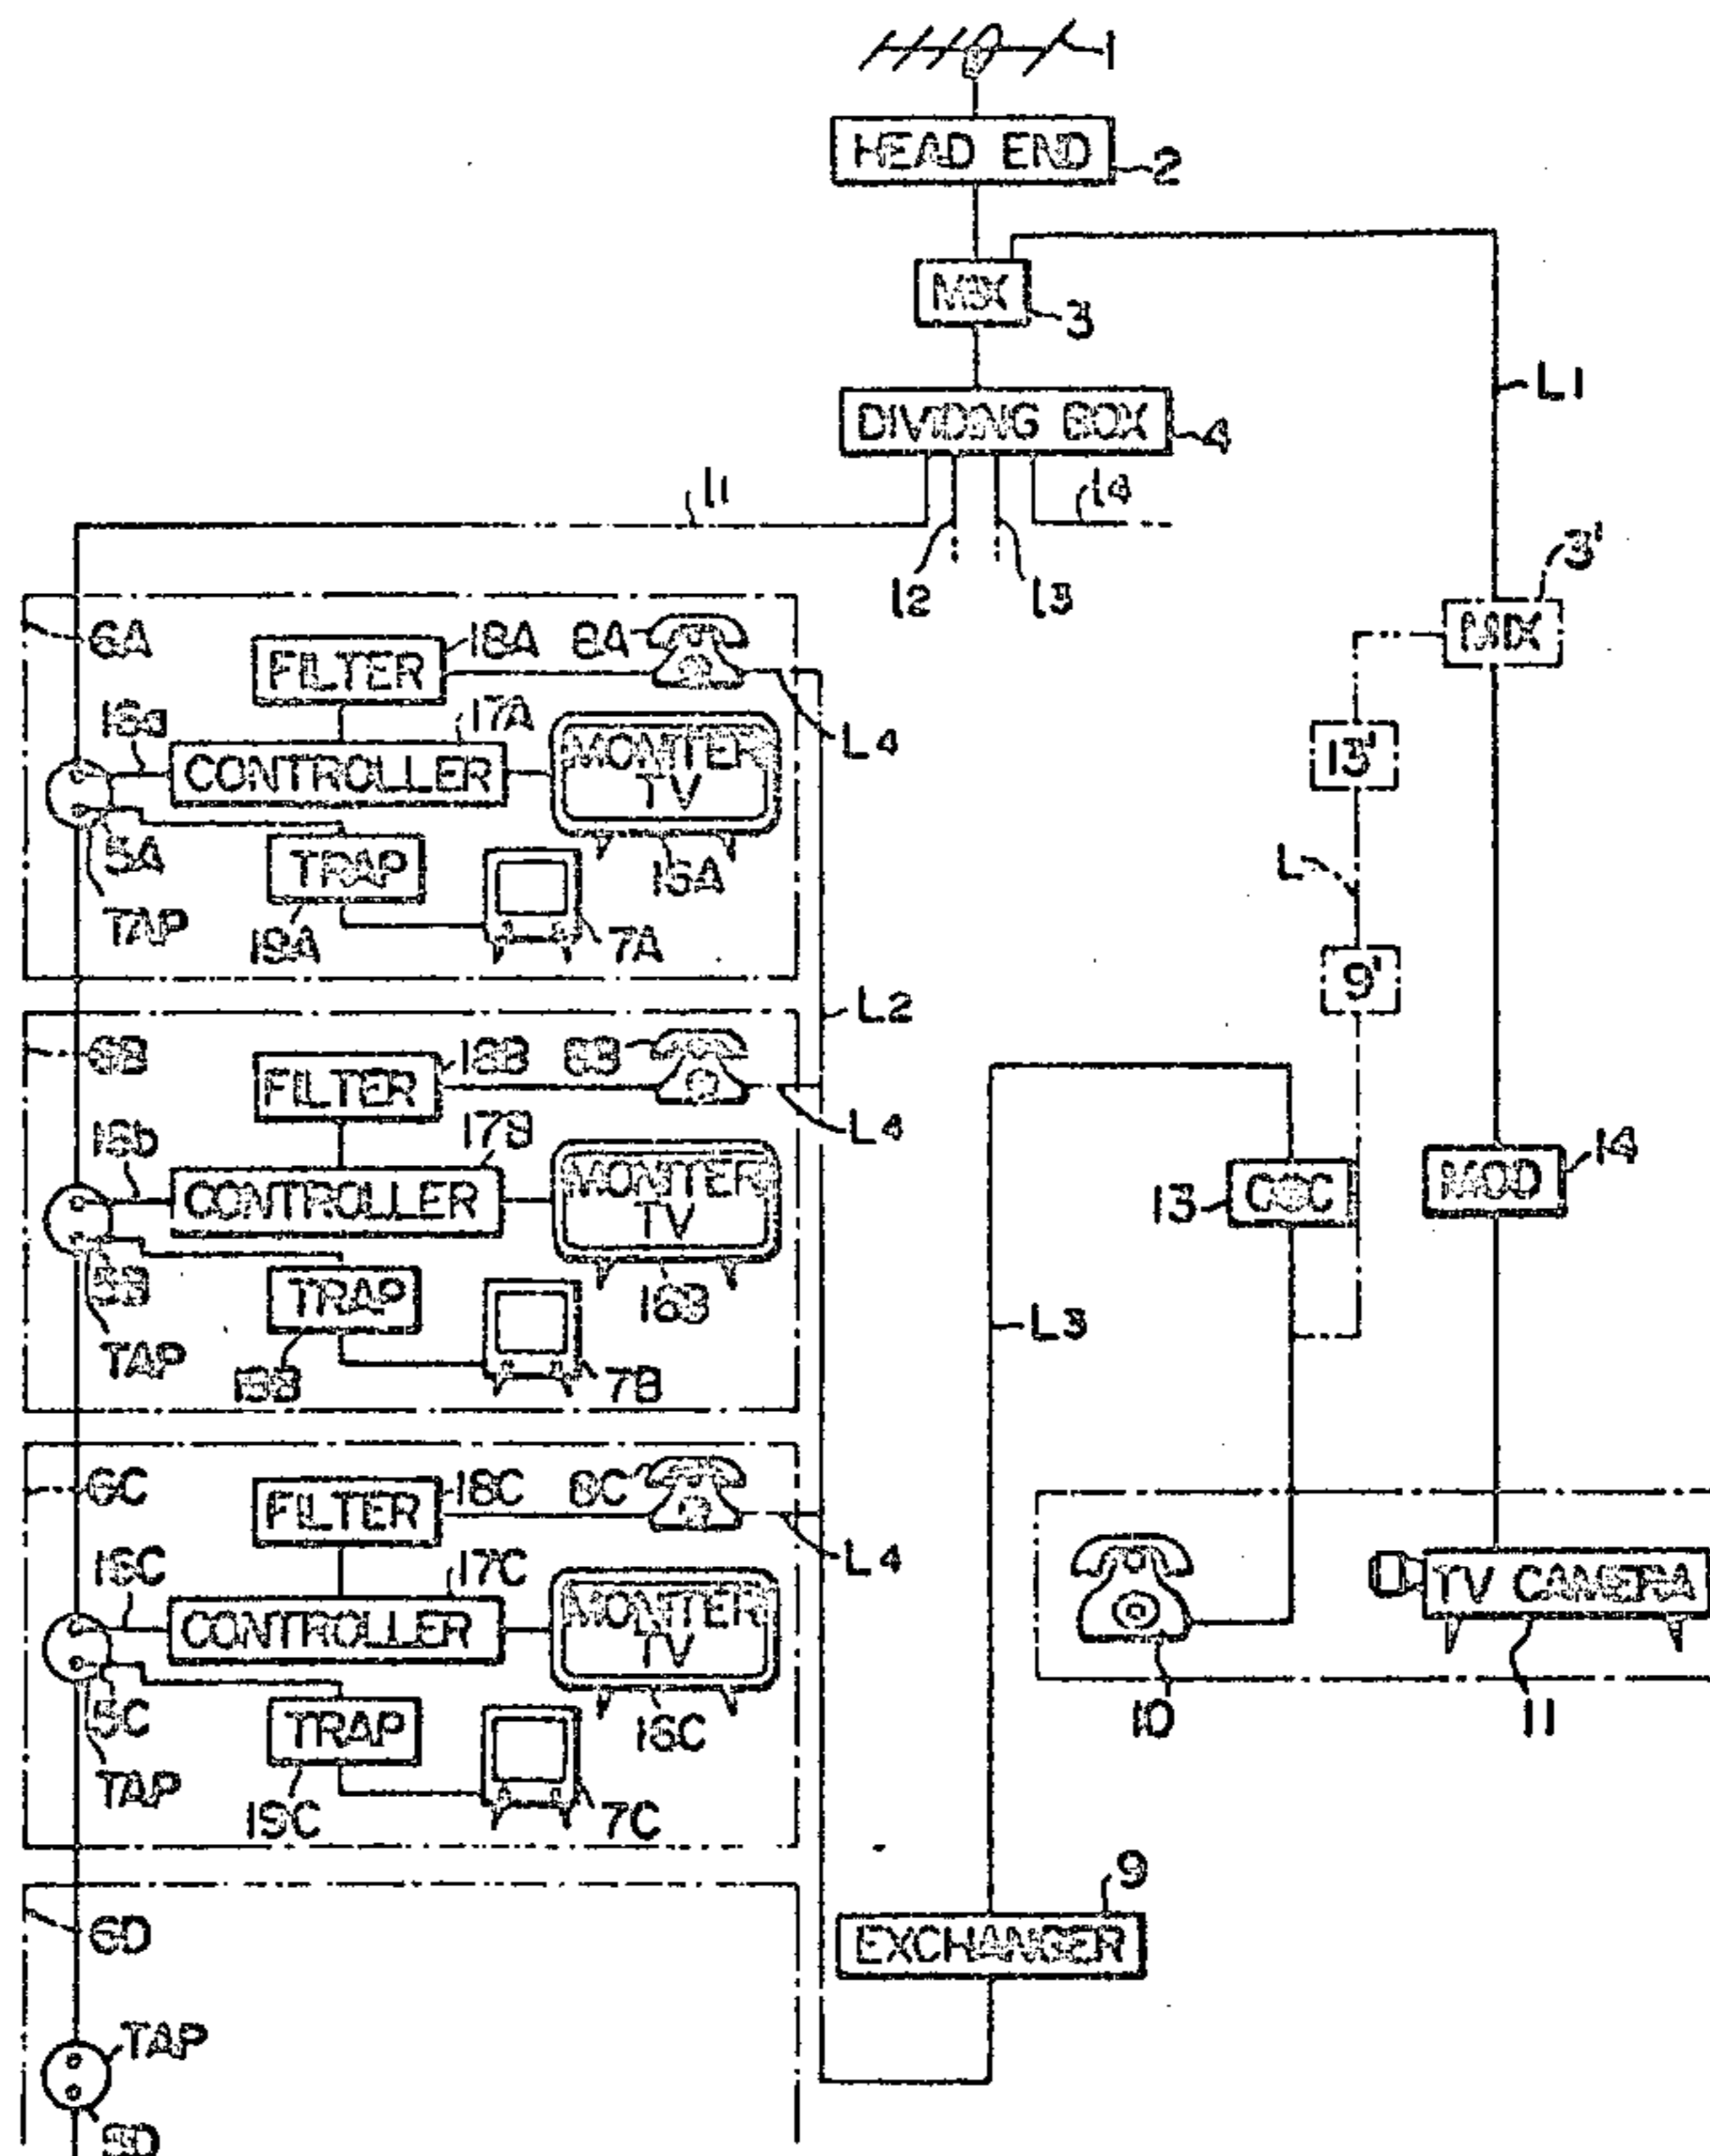 1
HEAD END
2
MIX
3
L1
DIVIDING BOX
4
l1
l4
l2
l3
3'
MIX
6A
18A
8A
FILTER
16a
17A
L4
CONTROLLER
MONITER
TV
13'
5A
TRAP
16A
L
TAP
19A
7A
9'
L2
6B
18B
8B
FILTER
L4
16b
17B
CONTROLLER
MONITER
TV
13
COC
MOD
14
5B
TRAP
16B
L3
TAP
19B
7B
6C
18C
8C
FILTER
L4
16C
17C
CONTROLLER
MONITER
TV
TV CAMERA
5C
TRAP
16C
10
11
TAP
19C
7C
9
6D
EXCHANGER
TAP
5D